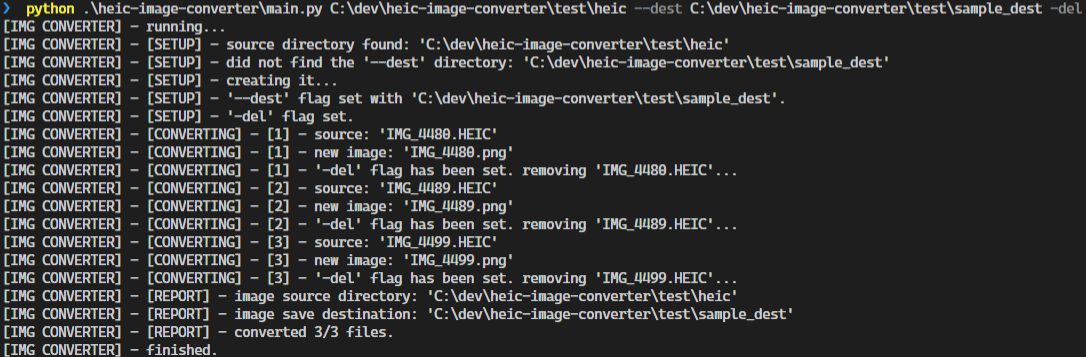 ❯ python .\heic-image-converter\main.py C:\dev\heic-image-converter\test\heic --dest C:\dev\heic-image-converter\test\sample_dest -del
[IMG CONVERTER] - running...
[IMG CONVERTER] - [SETUP] - source directory found: 'C:\dev\heic-image-converter\test\heic'
[IMG CONVERTER] - [SETUP] - did not find the '--dest' directory: 'C:\dev\heic-image-converter\test\sample_dest'
[IMG CONVERTER] - [SETUP] - creating it...
[IMG CONVERTER] - [SETUP] - '--dest' flag set with 'C:\dev\heic-image-converter\test\sample_dest'.
[IMG CONVERTER] - [SETUP] - '-del' flag set.
[IMG CONVERTER] - [CONVERTING] - [1] - source: 'IMG_4480.HEIC'
[IMG CONVERTER] - [CONVERTING] - [1] - new image: 'IMG_4480.png'
[IMG CONVERTER] - [CONVERTING] - [1] - '-del' flag has been set. removing 'IMG_4480.HEIC'...
[IMG CONVERTER] - [CONVERTING] - [2] - source: 'IMG_4489.HEIC'
[IMG CONVERTER] - [CONVERTING] - [2] - new image: 'IMG_4489.png'
[IMG CONVERTER] - [CONVERTING] - [2] - '-del' flag has been set. removing 'IMG_4489.HEIC'...
[IMG CONVERTER] - [CONVERTING] - [3] - source: 'IMG_4499.HEIC'
[IMG CONVERTER] - [CONVERTING] - [3] - new image: 'IMG_4499.png'
[IMG CONVERTER] - [CONVERTING] - [3] - '-del' flag has been set. removing 'IMG_4499.HEIC'...
[IMG CONVERTER] - [REPORT] - image source directory: 'C:\dev\heic-image-converter\test\heic'
[IMG CONVERTER] - [REPORT] - image save destination: 'C:\dev\heic-image-converter\test\sample_dest'
[IMG CONVERTER] - [REPORT] - converted 3/3 files.
[IMG CONVERTER] - finished.